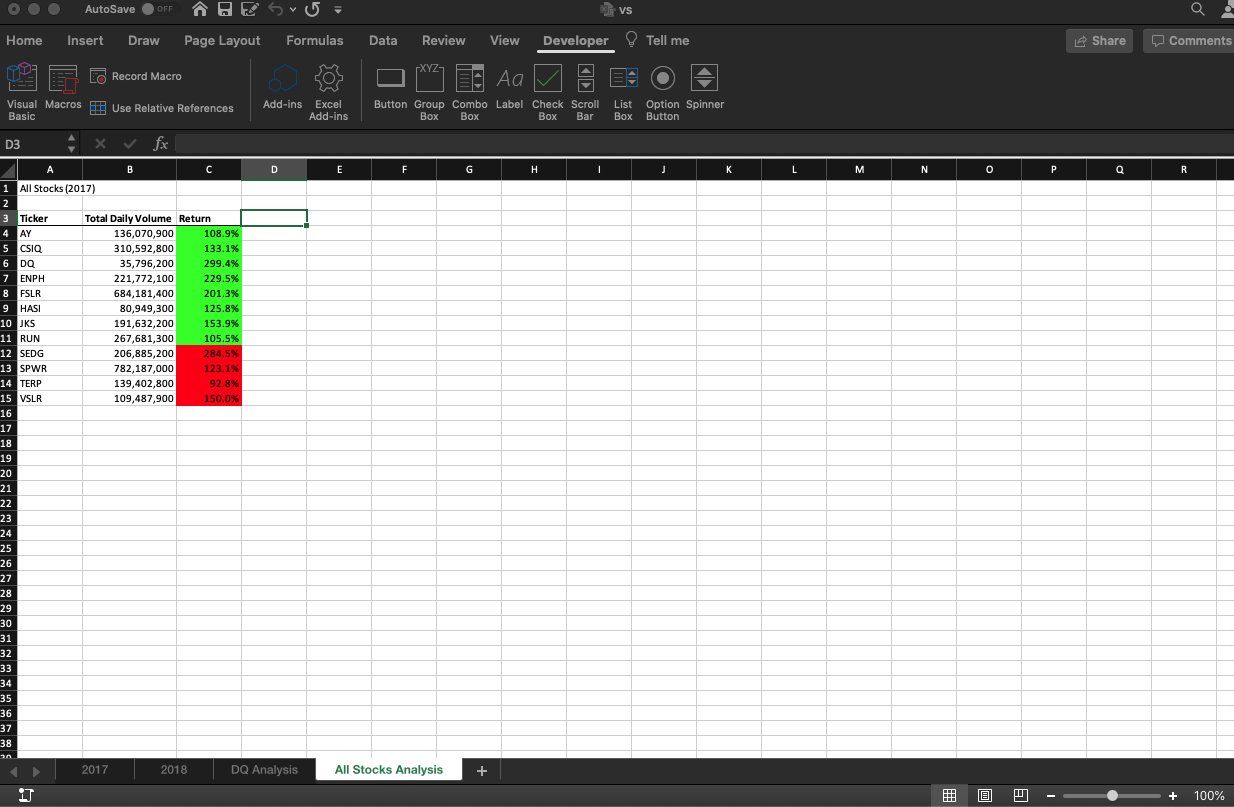 AutoSave OFF vs
Home Insert Draw Page Layout Formulas Data Review View Developer Tell me Share Comments
Visual Basic Macros Record Macro Use Relative References Add-ins Excel Add-ins Button Group Box Combo Box Label Check Box Scroll Bar List Box Option Button Spinner
XYZ Aa
D3 fx
A B C D E F G H I J K L M N O P Q R
1 All Stocks (2017)
2
3 Ticker Total Daily Volume Return
4 AY 136,070,900 108.9%
5 CSIQ 310,592,800 133.1%
6 DQ 35,796,200 299.4%
7 ENPH 221,772,100 229.5%
8 FSLR 684,181,400 201.3%
9 HASI 80,949,300 125.8%
10 JKS 191,632,200 153.9%
11 RUN 267,681,300 105.5%
12 SEDG 206,885,200 284.5%
13 SPWR 782,187,000 123.1%
14 TERP 139,402,800 92.8%
15 VSLR 109,487,900 150.0%
16
17
18
19
20
21
22
23
24
25
26
27
28
29
30
31
32
33
34
35
36
37
38
2017 2018 DQ Analysis All Stocks Analysis +
100%